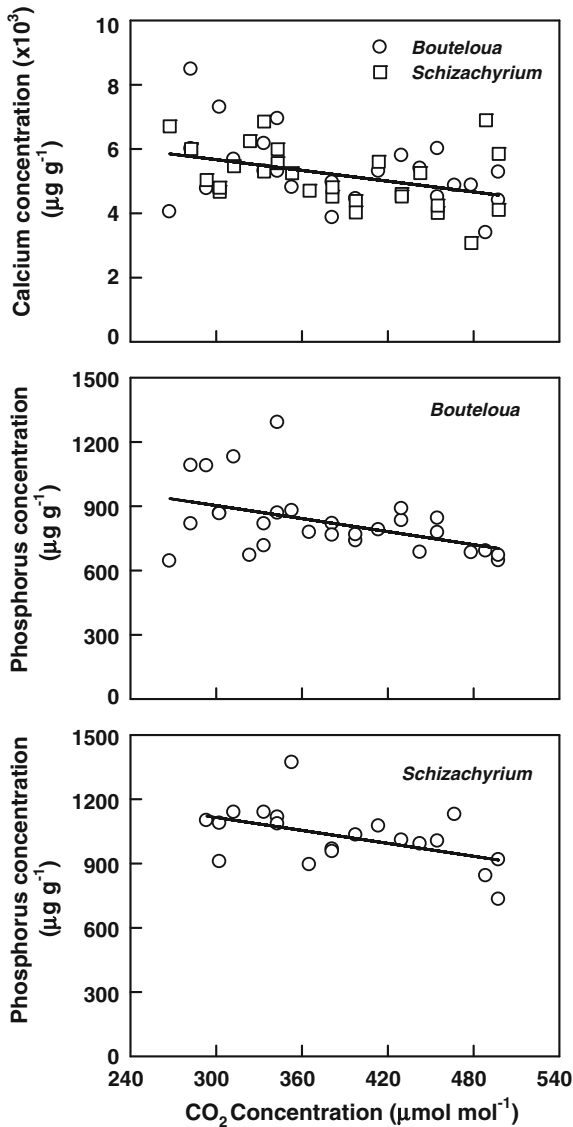 Calcium concentration (x10³)
(µg g⁻¹)
10
8
6
4
2
0
Bouteloua
Schizachyrium
Phosphorus concentration
(µg g⁻¹)
1500
1200
900
600
300
0
Bouteloua
Phosphorus concentration
(µg g⁻¹)
1500
1200
900
600
300
0
Schizachyrium
240 300 360 420 480 540
CO₂ Concentration (µmol mol⁻¹)